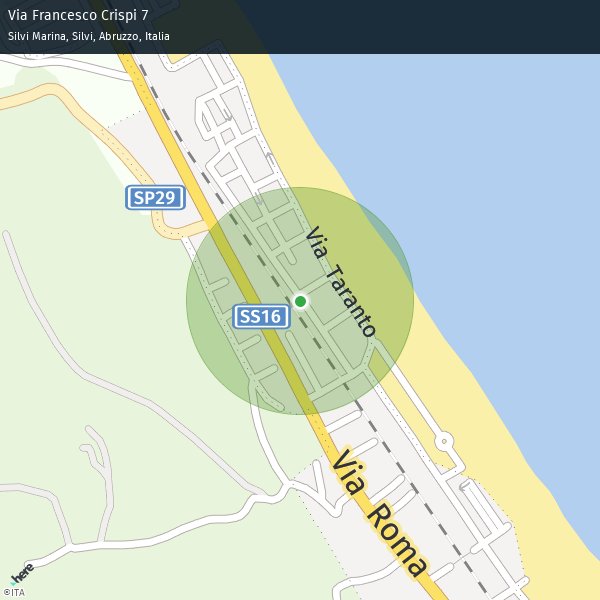 Via Francesco Crispi 7
Silvi Marina, Silvi, Abruzzo, Italia
SP29
Via Taranto
SS16
Via Roma
here
©ITA